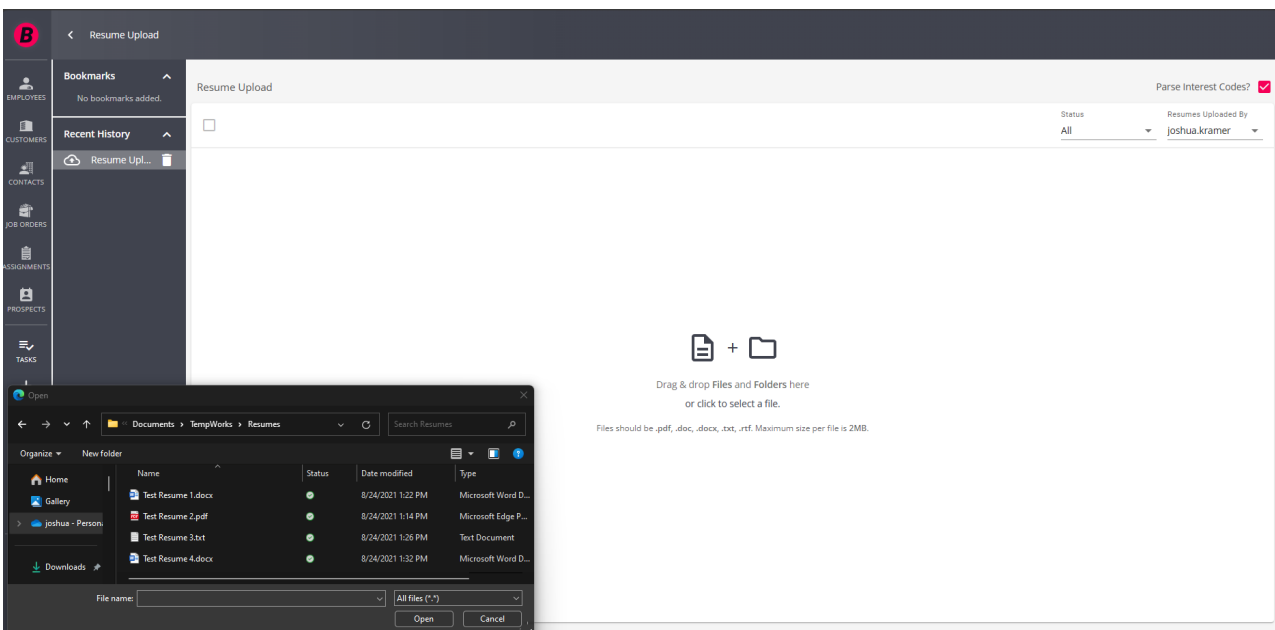 B
Resume Upload
EMPLOYEES
CUSTOMERS
CONTACTS
JOB ORDERS
ASSIGNMENTS
PROSPECTS
TASKS
Bookmarks
No bookmarks added.
Recent History
Resume Upl...
Resume Upload
Parse Interest Codes?
Status
All
Resumes Uploaded By
joshua.kramer
+
Drag & drop Files and Folders here
or click to select a file.
Files should be .pdf, .doc, .docx, .txt, .rtf. Maximum size per file is 2MB.
Open
« Documents > TempWorks > Resumes
Search Resumes
Organize
New folder
Home
Gallery
joshua - Persona
Downloads
Name Status Date modified Type
Test Resume 1.docx 8/24/2021 1:22 PM Microsoft Word D...
Test Resume 2.pdf 8/24/2021 1:14 PM Microsoft Edge P...
Test Resume 3.txt 8/24/2021 1:26 PM Text Document
Test Resume 4.docx 8/24/2021 1:32 PM Microsoft Word D...
File name:
All files (*.*)
Open
Cancel